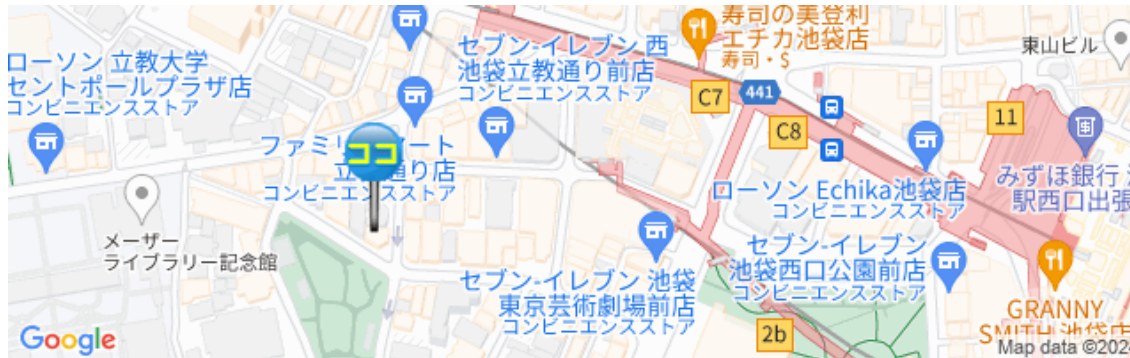 寿司の美登利
エチカ池袋店
寿司・$
東山ビル
ローソン 立教大学
セントポールプラザ店
コンビニエンスストア
セブン-イレブン 西
池袋立教通り前店
コンビニエンスストア
C7
441
C8
11
ココ
通り店
コンビニエンスストア
みずほ銀行
駅西口出張
ローソン Echika池袋店
コンビニエンスストア
メーザー
ライブラリー記念館
セブン-イレブン 池袋
東京芸術劇場前店
コンビニエンスストア
セブン-イレブン
池袋西口公園前店
コンビニエンスストア
2b
GRANNY
SMITH 池袋店
Google
Map data ©2024